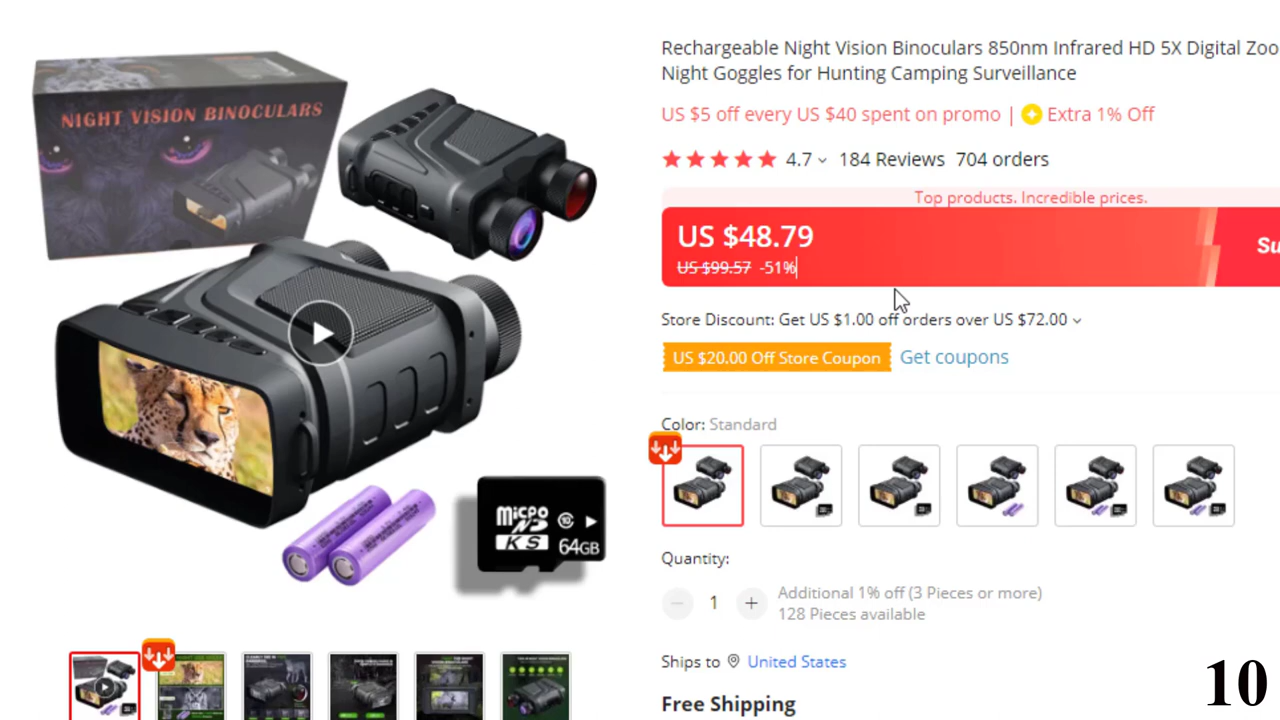 Rechargeable Night Vision Binoculars 850nm Infrared HD 5X Digital Zoo
Night Goggles for Hunting Camping Surveillance
US $5 off every US $40 spent on promo | Extra 1% Off
4.7 184 Reviews 704 orders
Top products. Incredible prices.
US $48.79
Su
US $99.57 -51%
Store Discount: Get US $1.00 off orders over US $72.00
US $20.00 Off Store Coupon Get coupons
Color: Standard
Quantity:
1
Additional 1% off (3 Pieces or more)
128 Pieces available
Ships to United States
Free Shipping
10
NIGHT VISION BINOCULARS
Micro
10
KS
64GB